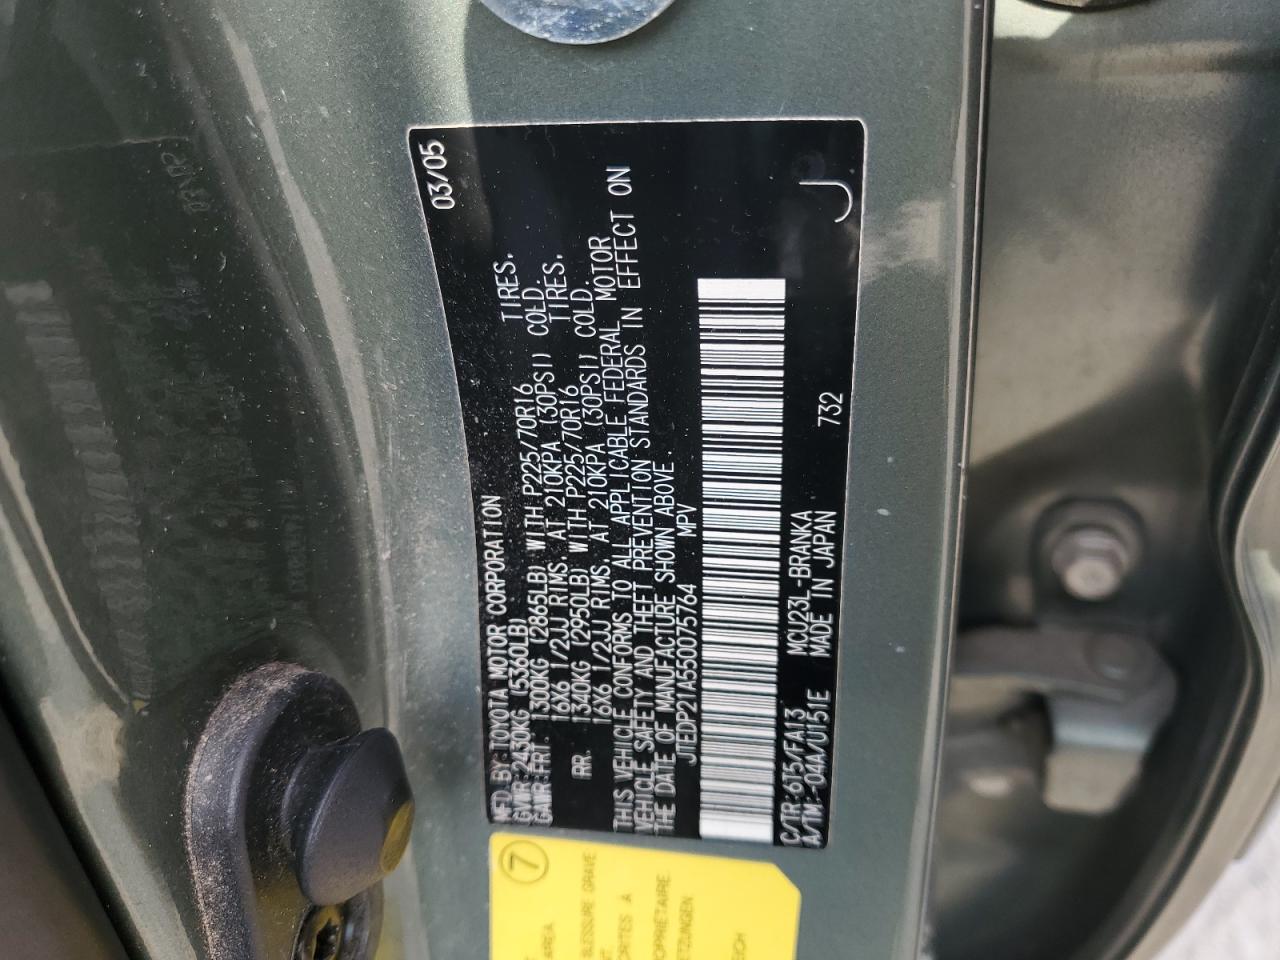 03/05
MFD BY: TOYOTA MOTOR CORPORATION
GVWR: 2430KG (5360LB)
GAWR: FRT 1300KG (2865LB) WITH P225/70R16 TIRES.
16X6 1/2JJ RIMS. AT 210KPA (30PSI) COLD.
RR. 1340KG (2950LB) WITH P225/70R16 TIRES.
16X6 1/2JJ RIMS. AT 210KPA (30PSI) COLD.
THIS VEHICLE CONFORMS TO ALL APPLICABLE FEDERAL MOTOR
VEHICLE SAFETY AND THEFT PREVENTION STANDARDS IN EFFECT ON
THE DATE OF MANUFACTURE SHOWN ABOVE.
JTEDP21A550075764 MPV
C/TR: 6T5/FA13 MCU23L-BRANKA 732
A/TM: -04A/U151E MADE IN JAPAN
J
7
AREA
BLESSURE GRAVE
ETZUNGEN